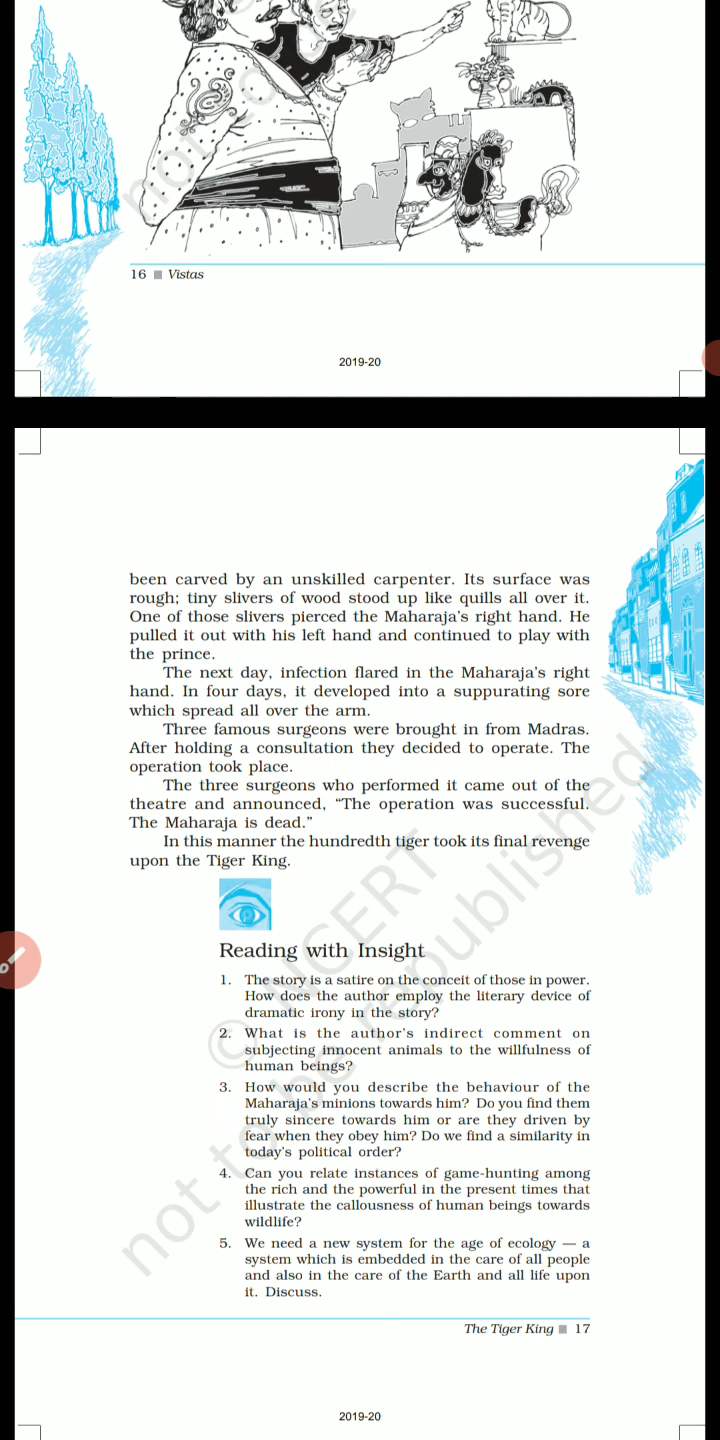 not to be
16 ■ Vistas
2019-20
been carved by an unskilled carpenter. Its surface was
rough; tiny slivers of wood stood up like quills all over it.
One of those slivers pierced the Maharaja's right hand. He
pulled it out with his left hand and continued to play with
the prince.
The next day, infection flared in the Maharaja's right
hand. In four days, it developed into a suppurating sore
which spread all over the arm.
Three famous surgeons were brought in from Madras.
After holding a consultation they decided to operate. The
operation took place.
The three surgeons who performed it came out of the
theatre and announced, “The operation was successful.
The Maharaja is dead.”
In this manner the hundredth tiger took its final revenge
upon the Tiger King.
Reading with Insight
1. The story is a satire on the conceit of those in power.
How does the author employ the literary device of
dramatic irony in the story?
2. What is the author's indirect comment on
subjecting innocent animals to the willfulness of
human beings?
3. How would you describe the behaviour of the
Maharaja's minions towards him? Do you find them
truly sincere towards him or are they driven by
fear when they obey him? Do we find a similarity in
today's political order?
4. Can you relate instances of game-hunting among
the rich and the powerful in the present times that
illustrate the callousness of human beings towards
wildlife?
5. We need a new system for the age of ecology — a
system which is embedded in the care of all people
and also in the care of the Earth and all life upon
it. Discuss.
© NCERT
not to be republished
The Tiger King ■ 17
2019-20